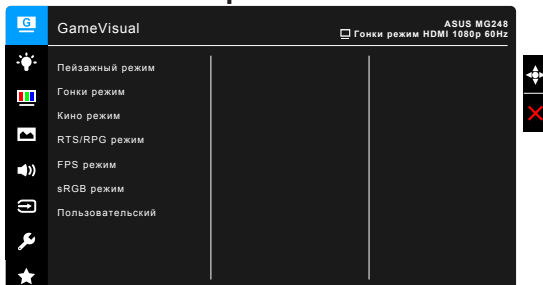 G
GameVisual
ASUS MG248
Гонки режим HDMI 1080p 60Hz
Пейзажный режим
Гонки режим
Кино режим
RTS/RPG режим
FPS режим
sRGB режим
Пользовательский